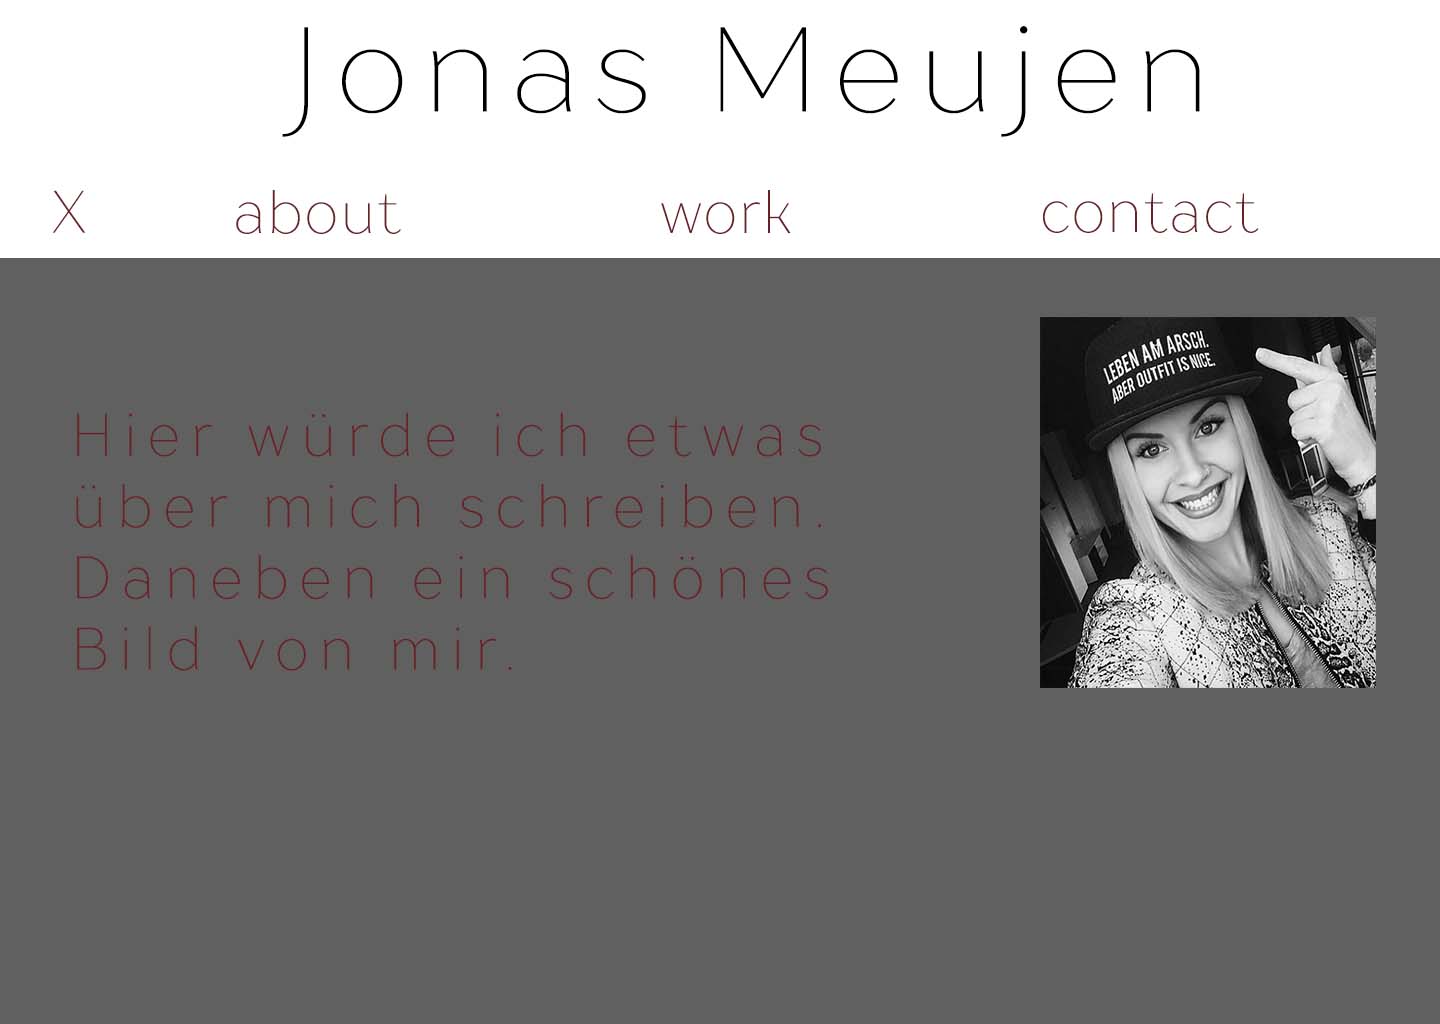 Jonas Meujen
X about work contact
LEBEN AM ARSCH.
ABER OUTFIT IS NICE.
Hier würde ich etwas
über mich schreiben.
Daneben ein schönes
Bild von mir.